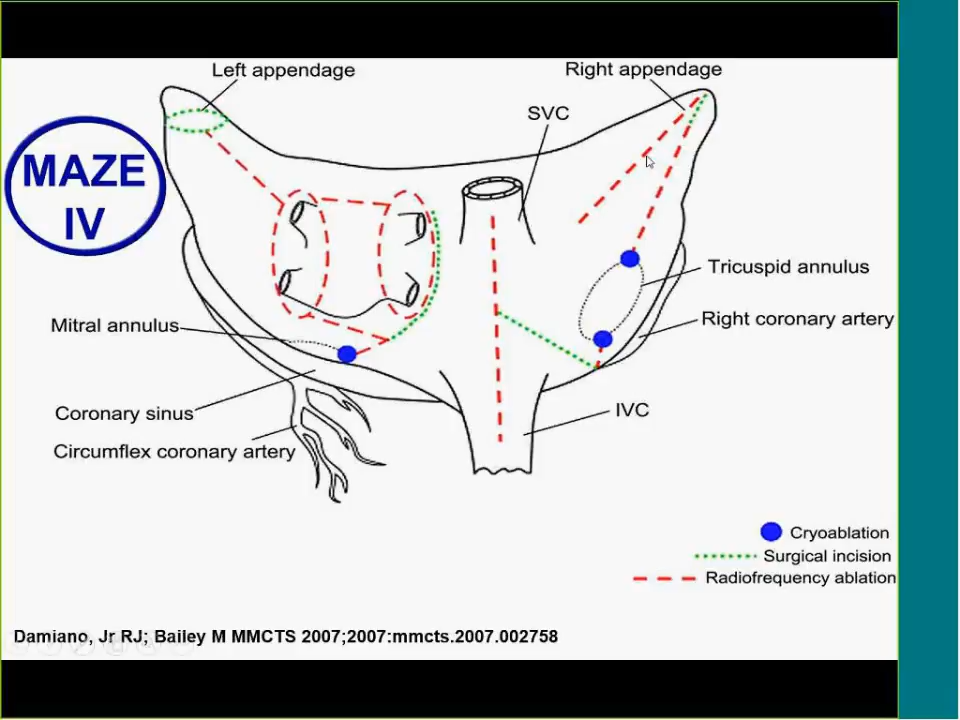 Left appendage
Right appendage
SVC
MAZE
IV
Tricuspid annulus
Right coronary artery
Mitral annulus
Coronary sinus
IVC
Circumflex coronary artery
Cryoablation
Surgical incision
Radiofrequency ablation
Damiano, Jr RJ; Bailey M MMCTS 2007;2007:mmcts.2007.002758